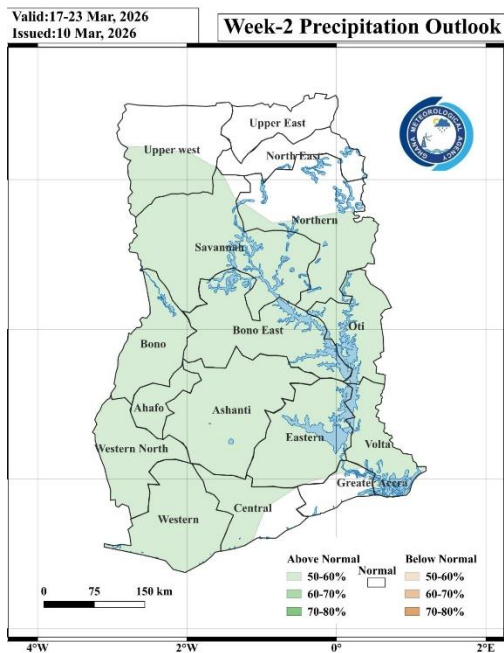 Valid:17-23 Mar, 2026
Issued:10 Mar, 2026
Week-2 Precipitation Outlook
GHANA METEOROLOGICAL AGENCY
Upper East
Upper west
North East
Northern
Savannah
Bono East
Oti
Bono
Ahafo
Ashanti
Eastern
Volta
Western North
Greater Accra
Central
Western
Above Normal
Normal
Below Normal
50-60%
50-60%
60-70%
60-70%
70-80%
70-80%
0 75 150 km
4°W 2°W 0° 2°E